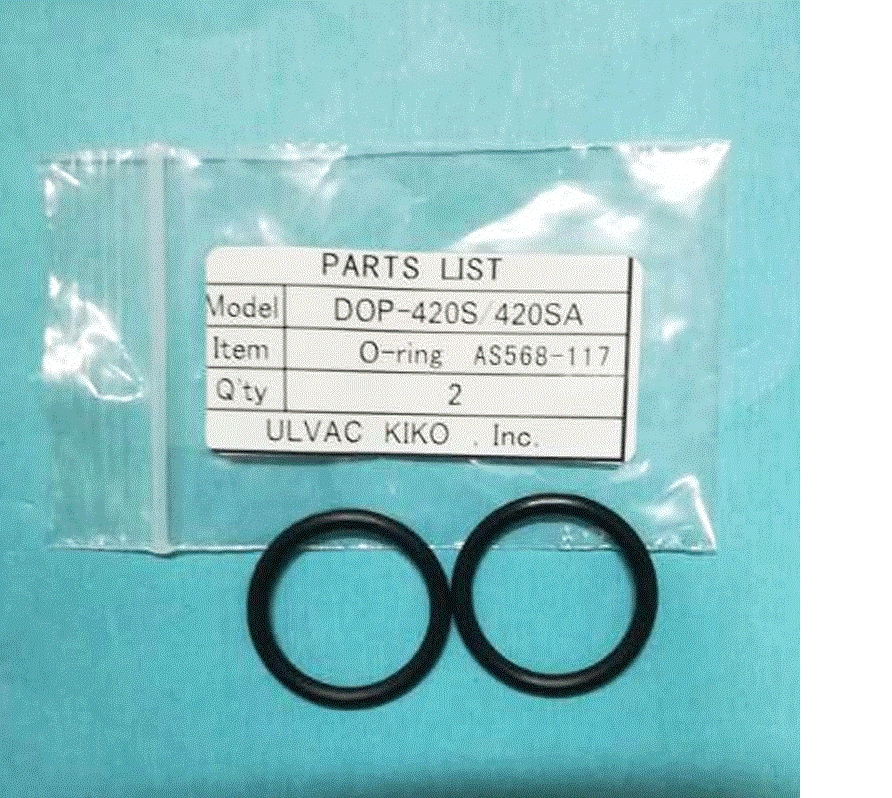 PARTS LIST
Model DOP-420S/420SA
Item O-ring AS568-117
Q'ty 2
ULVAC KIKO . Inc.